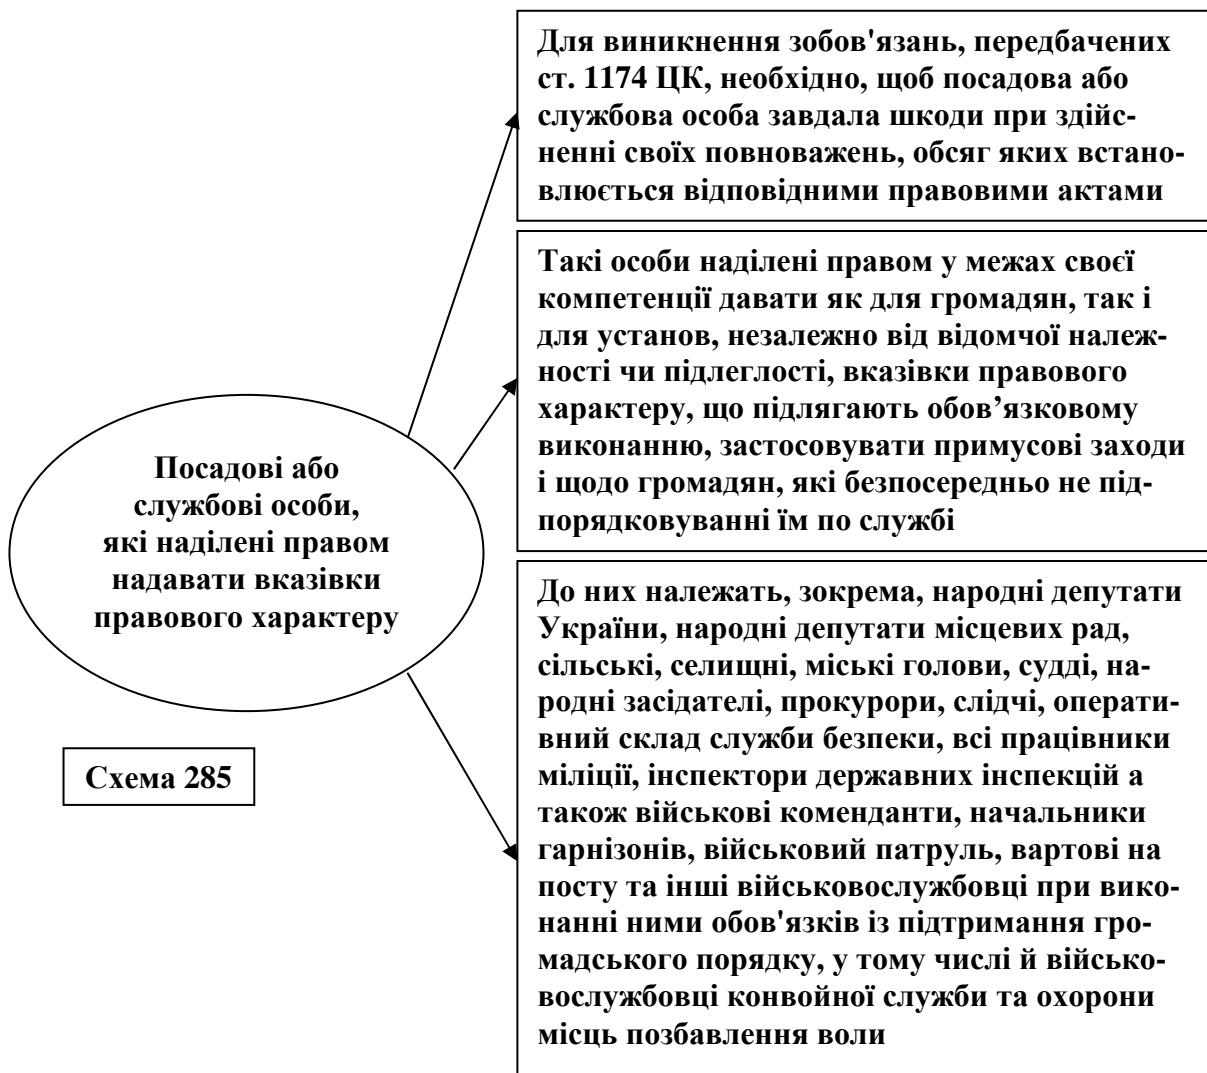 Для виникнення зобов'язань, передбачених
ст. 1174 ЦК, необхідно, щоб посадова або
службова особа завдала шкоди при здійс-
ненні своїх повноважень, обсяг яких встано-
влюється відповідними правовими актами
Такі особи наділені правом у межах своєї
компетенції давати як для громадян, так і
для установ, незалежно від відомчої належ-
ності чи підлеглості, вказівки правового
характеру, що підлягають обов’язковому
виконанню, застосовувати примусові заходи
і щодо громадян, які безпосередньо не під-
порядковуванні їм по службі
Посадові або
службові особи,
які наділені правом
надавати вказівки
правового характеру
До них належать, зокрема, народні депутати
України, народні депутати місцевих рад,
сільські, селищні, міські голови, судді, на-
родні засідателі, прокурори, слідчі, операти-
вний склад служби безпеки, всі працівники
міліції, інспектори державних інспекцій а
також військові коменданти, начальники
гарнізонів, військовий патруль, вартові на
посту та інші військовослужбовці при вико-
нанні ними обов'язків із підтримання гро-
мадського порядку, у тому числі й військо-
вослужбовці конвойної служби та охорони
місць позбавлення воли
Схема 285